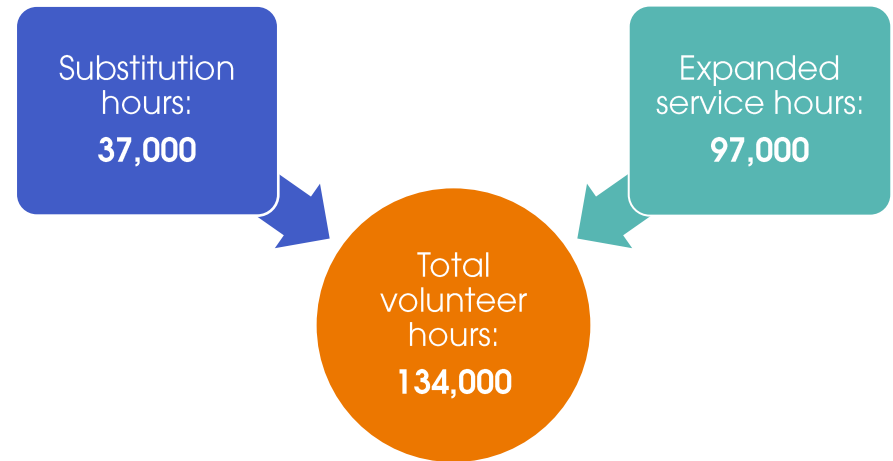 Substitution
hours:
37,000
Expanded
service hours:
97,000
Total
volunteer
hours:
134,000